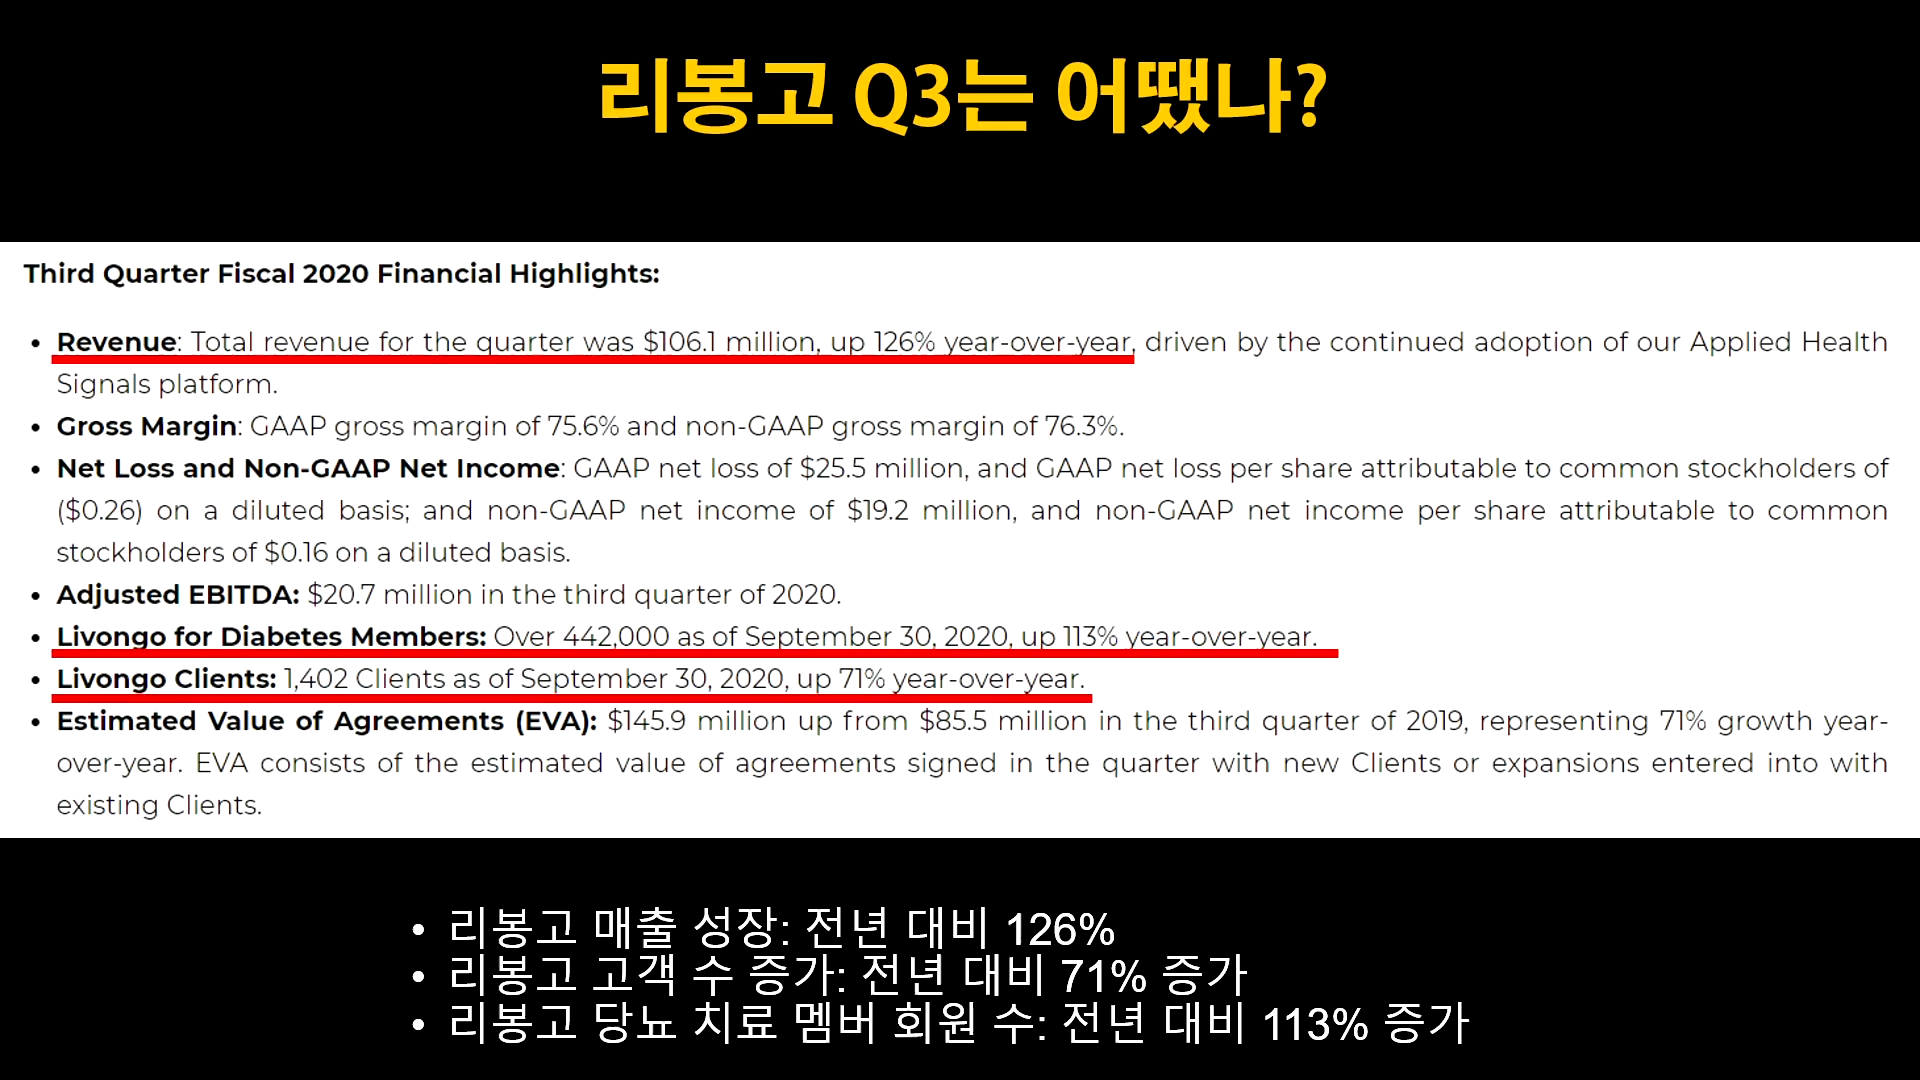 리봉고 Q3는 어땠나?
Third Quarter Fiscal 2020 Financial Highlights:
• Revenue: Total revenue for the quarter was $106.1 million, up 126% year-over-year, driven by the continued adoption of our Applied Health
Signals platform.
• Gross Margin: GAAP gross margin of 75.6% and non-GAAP gross margin of 76.3%.
• Net Loss and Non-GAAP Net Income: GAAP net loss of $25.5 million, and GAAP net loss per share attributable to common stockholders of
($0.26) on a diluted basis; and non-GAAP net income of $19.2 million, and non-GAAP net income per share attributable to common
stockholders of $0.16 on a diluted basis.
• Adjusted EBITDA: $20.7 million in the third quarter of 2020.
• Livongo for Diabetes Members: Over 442,000 as of September 30, 2020, up 113% year-over-year.
• Livongo Clients: 1,402 Clients as of September 30, 2020, up 71% year-over-year.
• Estimated Value of Agreements (EVA): $145.9 million up from $85.5 million in the third quarter of 2019, representing 71% growth year-
over-year. EVA consists of the estimated value of agreements signed in the quarter with new Clients or expansions entered into with
existing Clients.
• 리봉고 매출 성장: 전년 대비 126%
• 리봉고 고객 수 증가: 전년 대비 71% 증가
• 리봉고 당뇨 치료 멤버 회원 수: 전년 대비 113% 증가